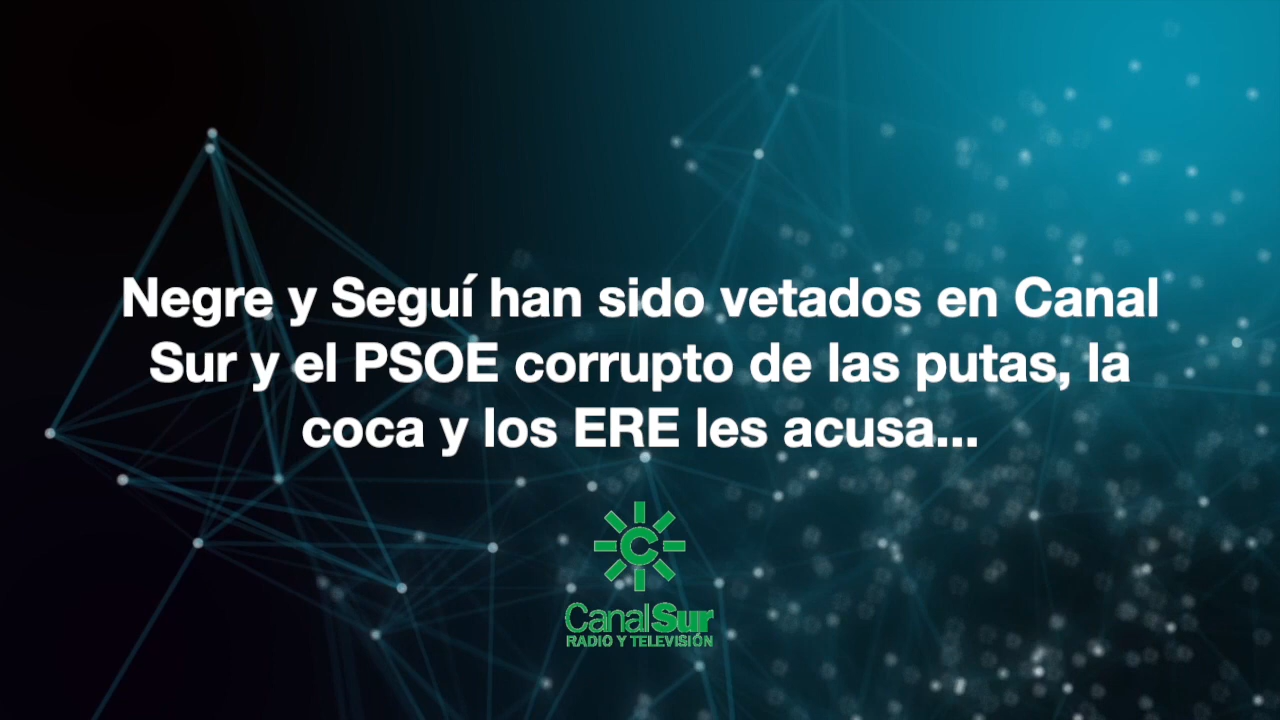 Negre y Seguí han sido vetados en Canal
Sur y el PSOE corrupto de las putas, la
coca y los ERE les acusa...
CanalSur
RADIO Y TELEVISIÓN